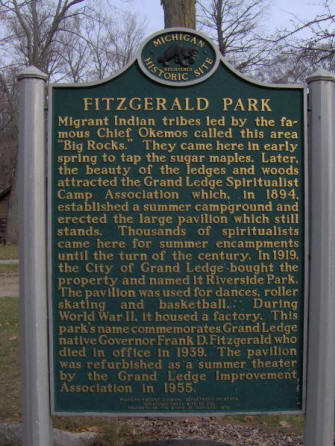 MICHIGAN
REGISTERED
HISTORIC SITE
FITZGERALD PARK
Migrant Indian tribes led by the fa-
mous Chief Okemos called this area
"Big Rocks." They came here in early
spring to tap the sugar maples. Later,
the beauty of the ledges and woods
attracted the Grand Ledge Spiritualist
Camp Association which, in 1894,
established a summer campground and
erected the large pavilion which still
stands. Thousands of spiritualists
came here for summer encampments
until the turn of the century. In 1919,
the City of Grand Ledge bought the
property and named it Riverside Park.
The pavilion was used for dances, roller
skating and basketball. During
World War II, it housed a factory. This
park's name commemorates Grand Ledge
native Governor Frank D. Fitzgerald who
died in office in 1939. The pavilion
was refurbished as a summer theater
by the Grand Ledge Improvement
Association in 1955.